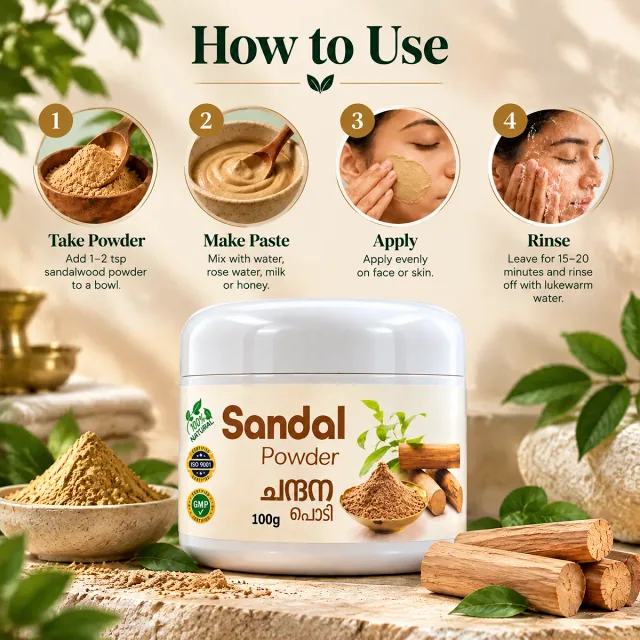 How to Use
1
Take Powder
Add 1–2 tsp
sandalwood powder
to a bowl.
2
Make Paste
Mix with water,
rose water, milk
or honey.
3
Apply
Apply evenly
on face or skin.
4
Rinse
Leave for 15–20
minutes and rinse
off with lukewarm
water.
100%
NATURAL
Sandal
Powder
ISO 9001
CERTIFIED
GMP
CERTIFIED
ചന്ദന
പൊടി
100g